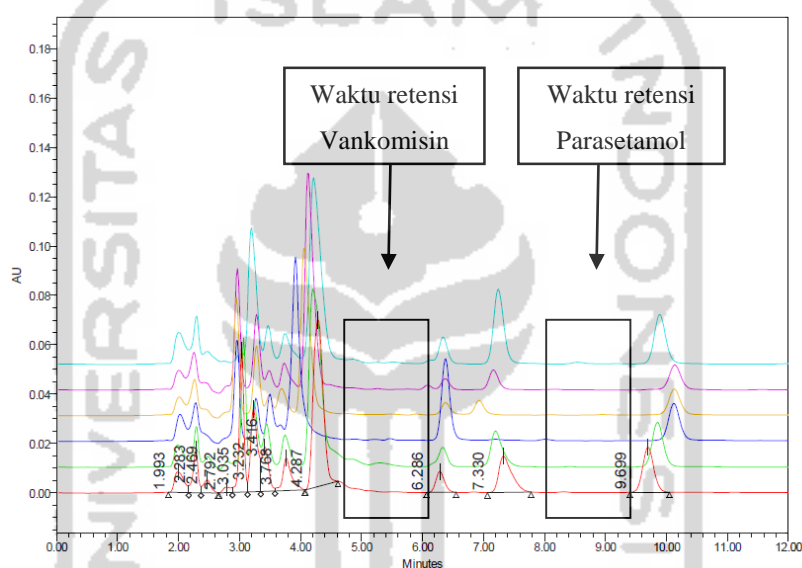 ISLAM
UNIVERSITAS
INDONESIA
Waktu retensi
Vankomisin
Waktu retensi
Parasetamol
AU
0.18
0.16
0.14
0.12
0.10
0.08
0.06
0.04
0.02
0.00
1.993
2.283
2.469
2.792
3.035
3.232
3.416
3.768
4.287
6.286
7.330
9.699
0.00 1.00 2.00 3.00 4.00 5.00 6.00 7.00 8.00 9.00 10.00 11.00 12.00
Minutes